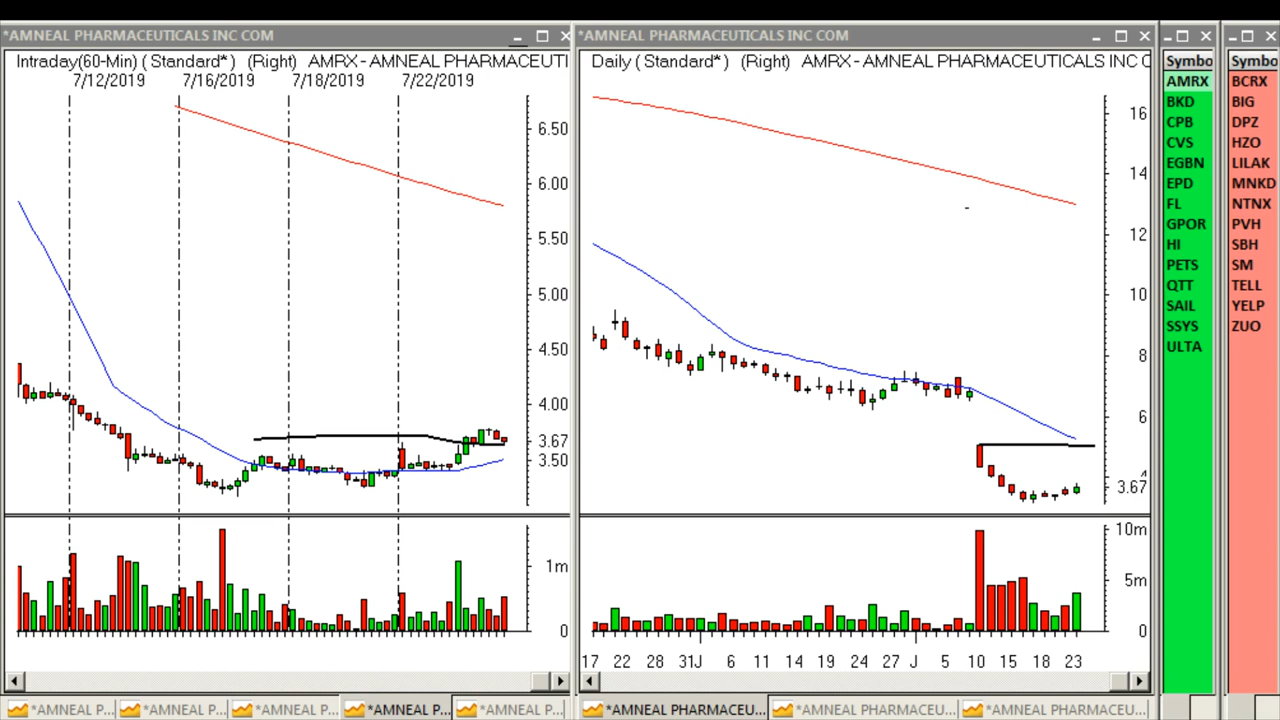 *AMNEAL PHARMACEUTICALS INC COM
Intraday(60-Min) ( Standard* ) (Right) AMRX - AMNEAL PHARMACEUTI
7/12/2019 7/16/2019 7/18/2019 7/22/2019
6.50
6.00
5.50
5.00
4.50
4.00
3.67
3.50
1m
0
*AMNEAL P... *AMNEAL P... *AMNEAL P... *AMNEAL P... *AMNEAL P...
*AMNEAL PHARMACEUTICALS INC COM
Daily ( Standard* ) (Right) AMRX - AMNEAL PHARMACEUTICALS INC C
16
14
12
10
8
6
4
3.67
10m
5m
0
17 22 28 31J 6 11 14 19 24 27 J 5 10 15 18 23
*AMNEAL PHARMACEU... *AMNEAL PHARMACEU... *AMNEAL PHARMACEU...
Symbo
AMRX
BKD
CPB
CVS
EGBN
EPD
FL
GPOR
HI
PETS
QTT
SAIL
SSYS
ULTA
Symbo
BCRX
BIG
DPZ
HZO
LILAK
MNKD
NTNX
PVH
SBH
SM
TELL
YELP
ZUO